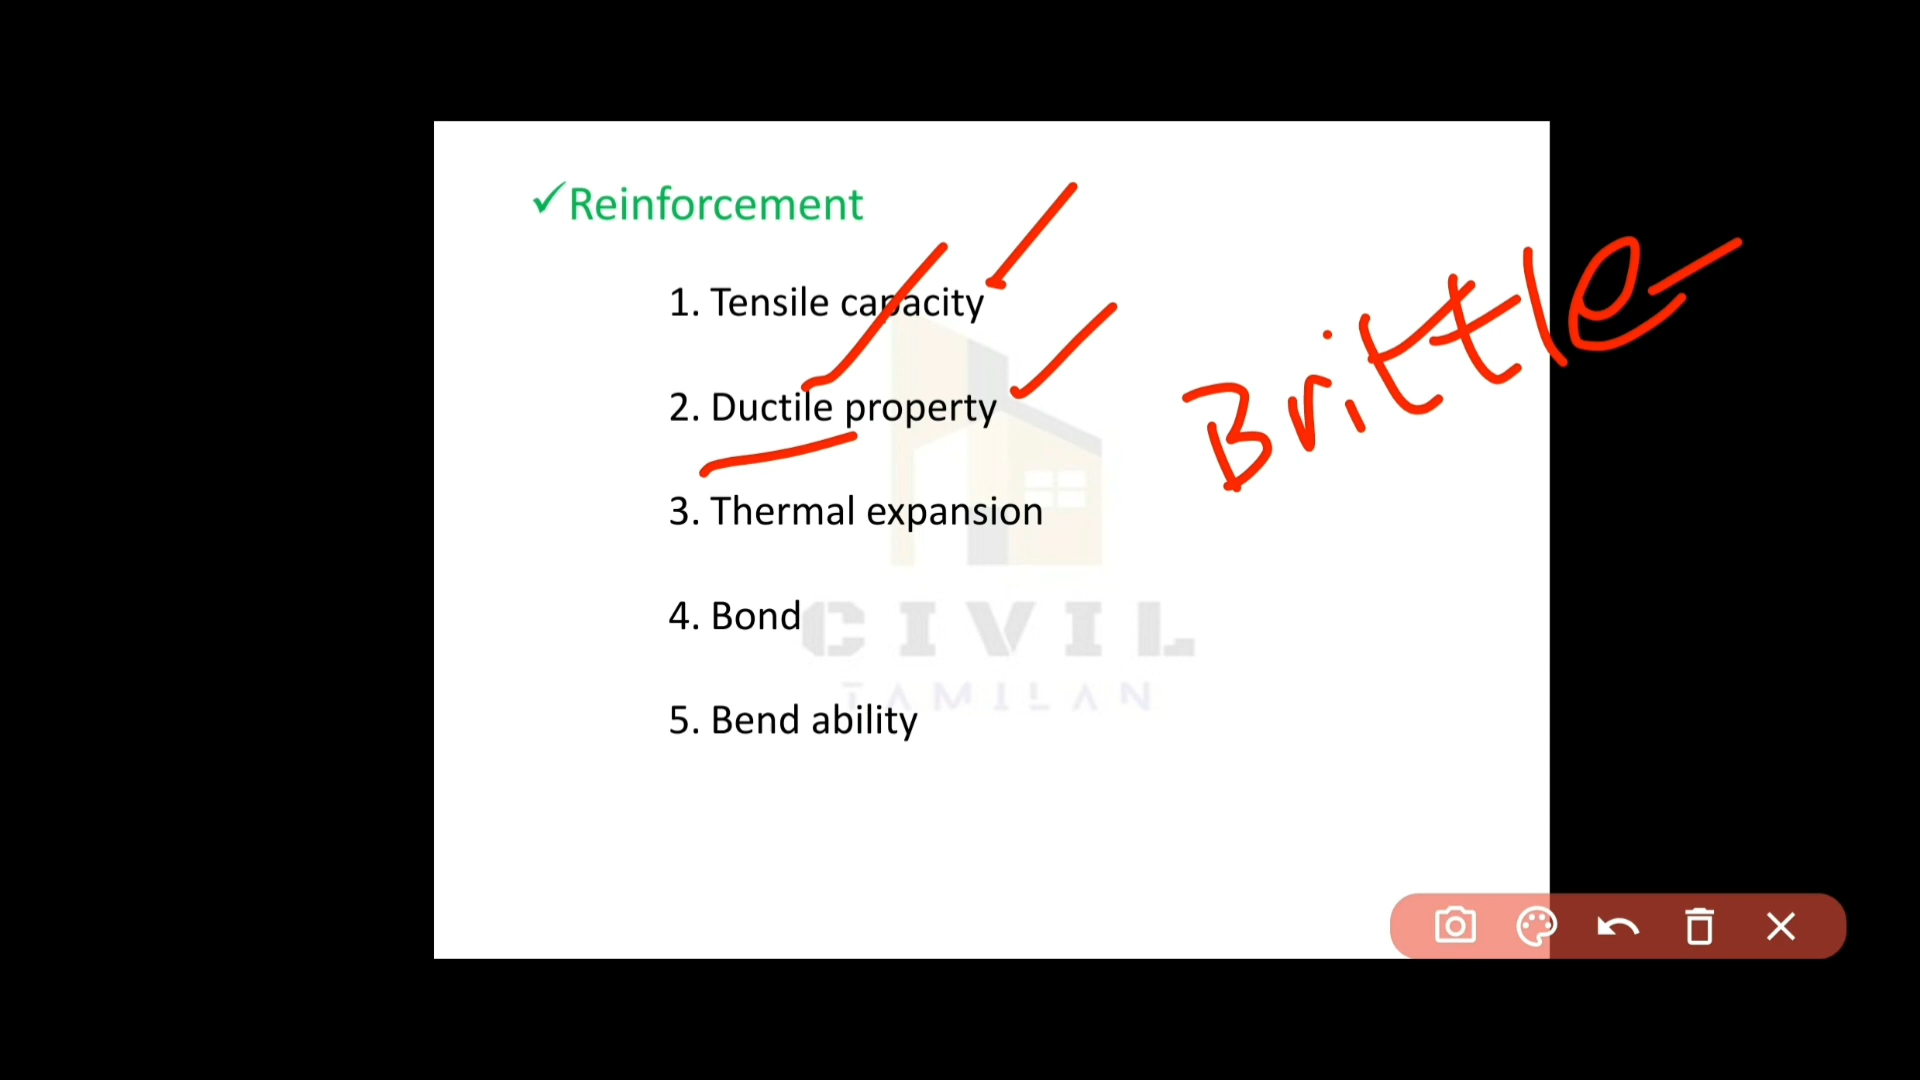 ✓Reinforcement
1. Tensile capacity
2. Ductile property
Brittle
3. Thermal expansion
4. Bond
CIVIL
TAMILAN
5. Bend ability